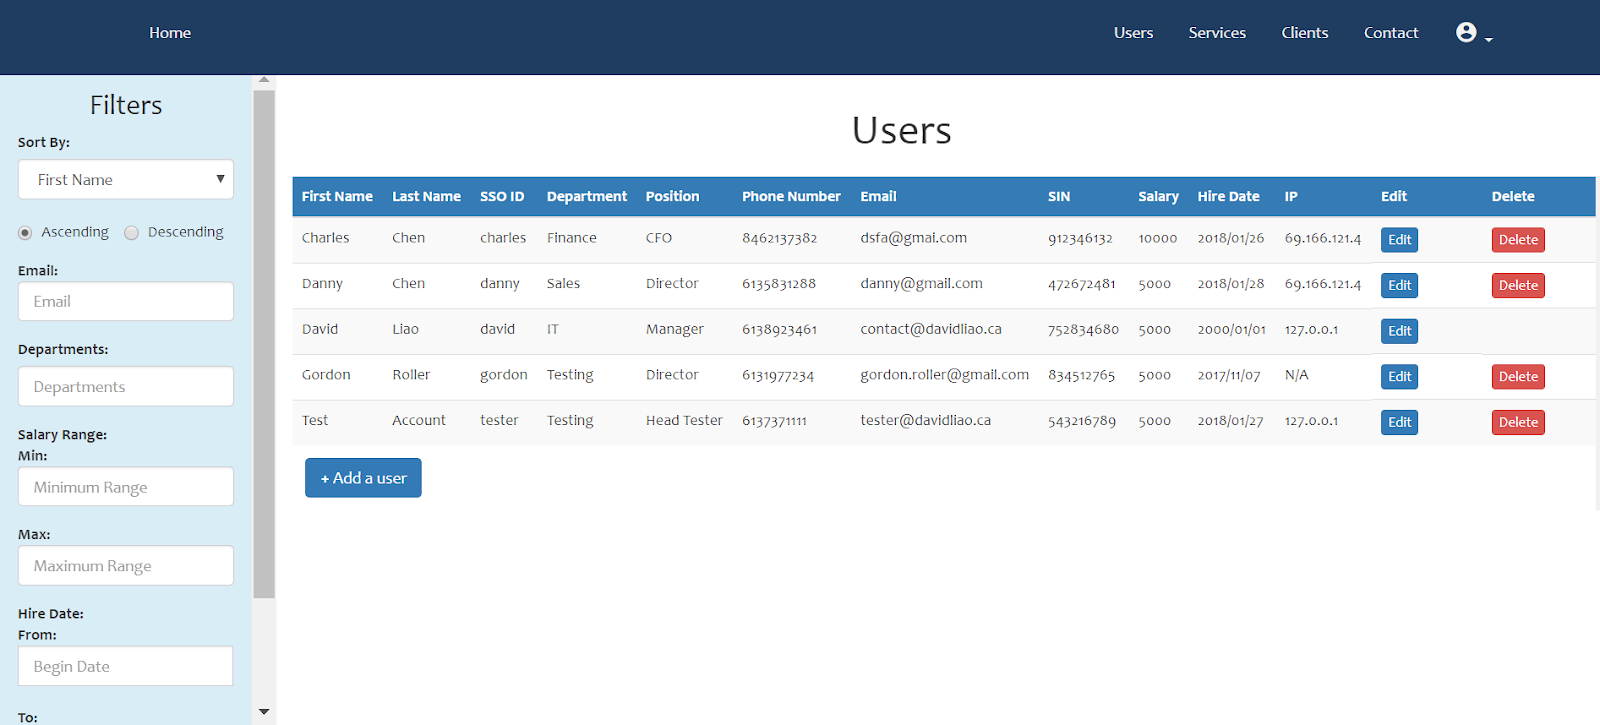 Home Users Services Clients Contact
Filters
Sort By:
First Name
Ascending Descending
Email:
Email
Departments:
Departments
Salary Range:
Min:
Minimum Range
Max:
Maximum Range
Hire Date:
From:
Begin Date
To:
Users
First Name Last Name SSO ID Department Position Phone Number Email SIN Salary Hire Date IP Edit Delete
Charles Chen charles Finance CFO 8462137382 dsfa@gmai.com 912346132 10000 2018/01/26 69.166.121.4 Edit Delete
Danny Chen danny Sales Director 6135831288 danny@gmail.com 472672481 5000 2018/01/28 69.166.121.4 Edit Delete
David Liao david IT Manager 6138923461 contact@davidliao.ca 752834680 5000 2000/01/01 127.0.0.1 Edit
Gordon Roller gordon Testing Director 6131977234 gordon.roller@gmail.com 834512765 5000 2017/11/07 N/A Edit Delete
Test Account tester Testing Head Tester 6137371111 tester@davidliao.ca 543216789 5000 2018/01/27 127.0.0.1 Edit Delete
+ Add a user